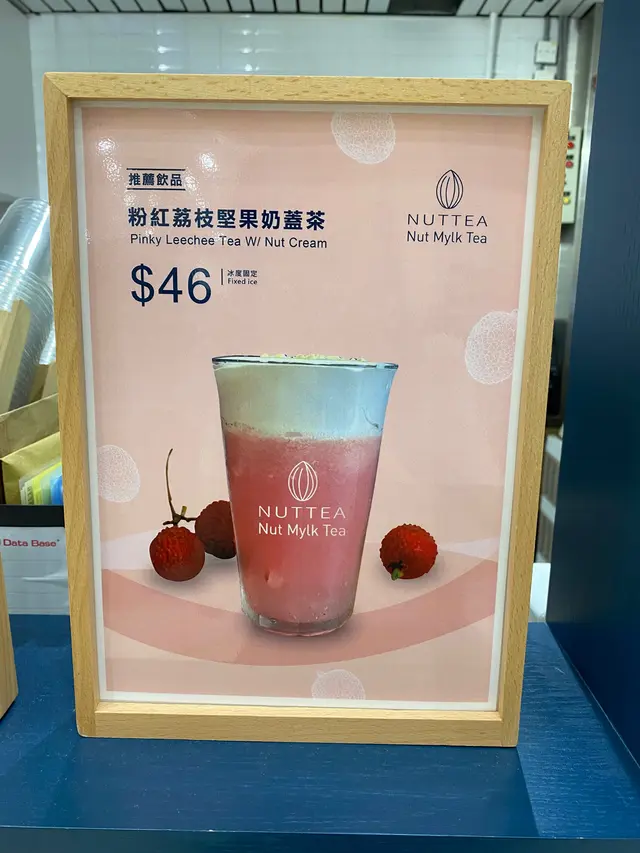 推薦飲品
粉紅荔枝堅果奶蓋茶
Pinky Leechee Tea W/ Nut Cream
$46
冰度固定
Fixed ice
NUTTEA
Nut Mylk Tea
NUTTEA
Nut Mylk Tea
Data Base